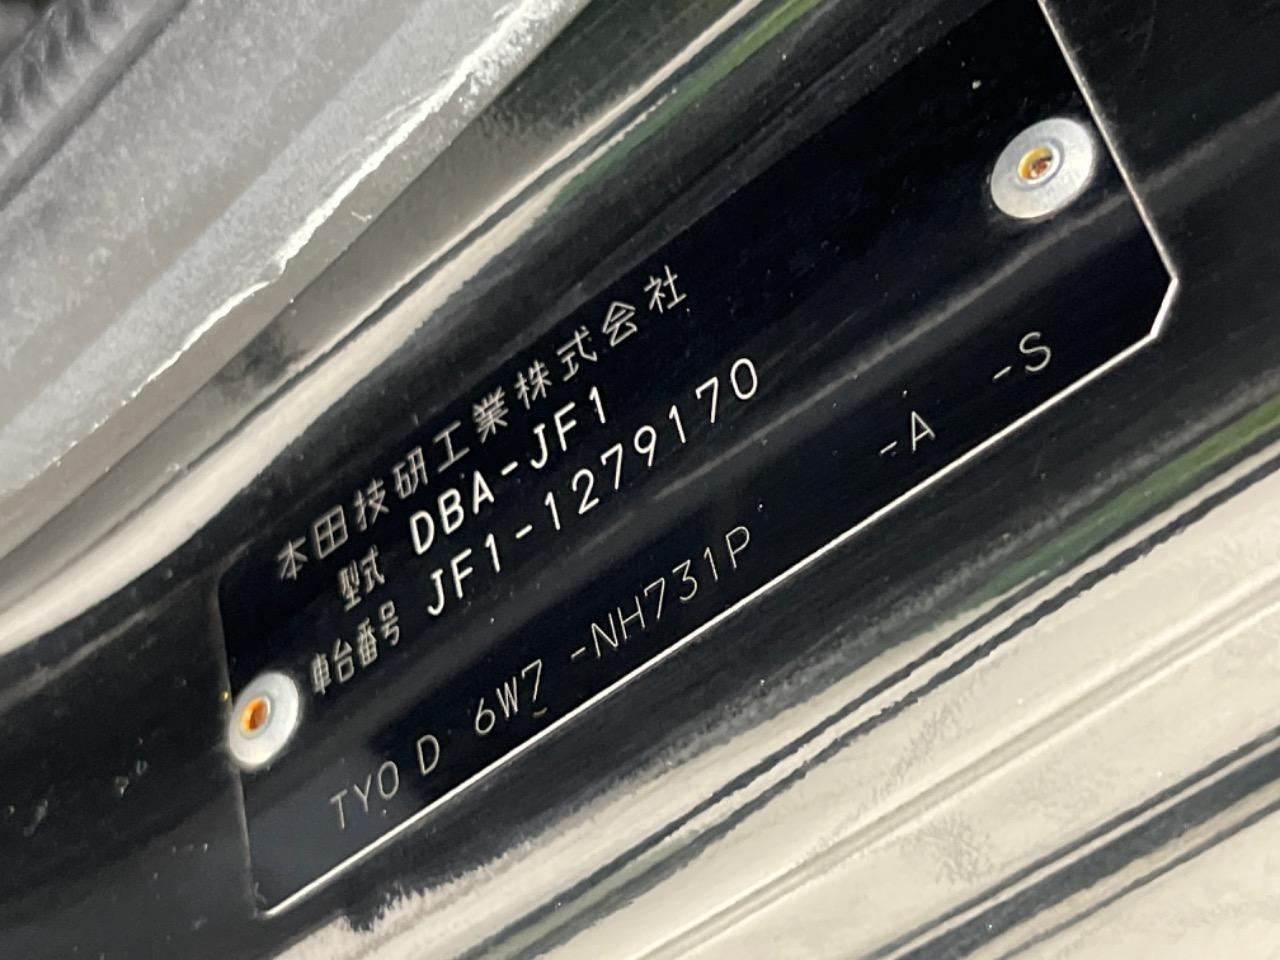 本田技研工業株式会社
型式 DBA-JF1
車台番号 JF1-1279170
TYO D 6W7 -NH731P -A -S